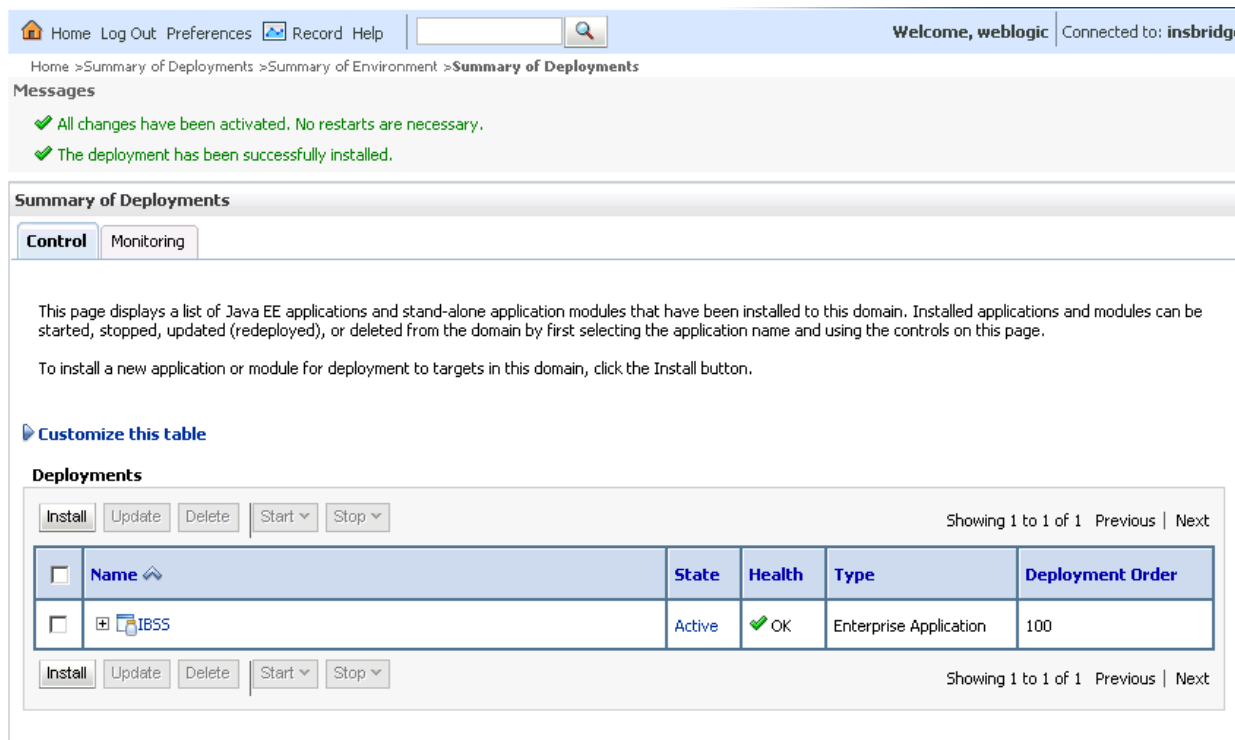 Home Log Out Preferences Record Help Welcome, weblogic Connected to: insbridge
Home >Summary of Deployments >Summary of Environment >Summary of Deployments
Messages
All changes have been activated. No restarts are necessary.
The deployment has been successfully installed.
Summary of Deployments
Control Monitoring
This page displays a list of Java EE applications and stand-alone application modules that have been installed to this domain. Installed applications and modules can be
started, stopped, updated (redeployed), or deleted from the domain by first selecting the application name and using the controls on this page.
To install a new application or module for deployment to targets in this domain, click the Install button.
Customize this table
Deployments
Install Update Delete Start Stop Showing 1 to 1 of 1 Previous | Next
Name State Health Type Deployment Order
IBSS Active OK Enterprise Application 100
Install Update Delete Start Stop Showing 1 to 1 of 1 Previous | Next